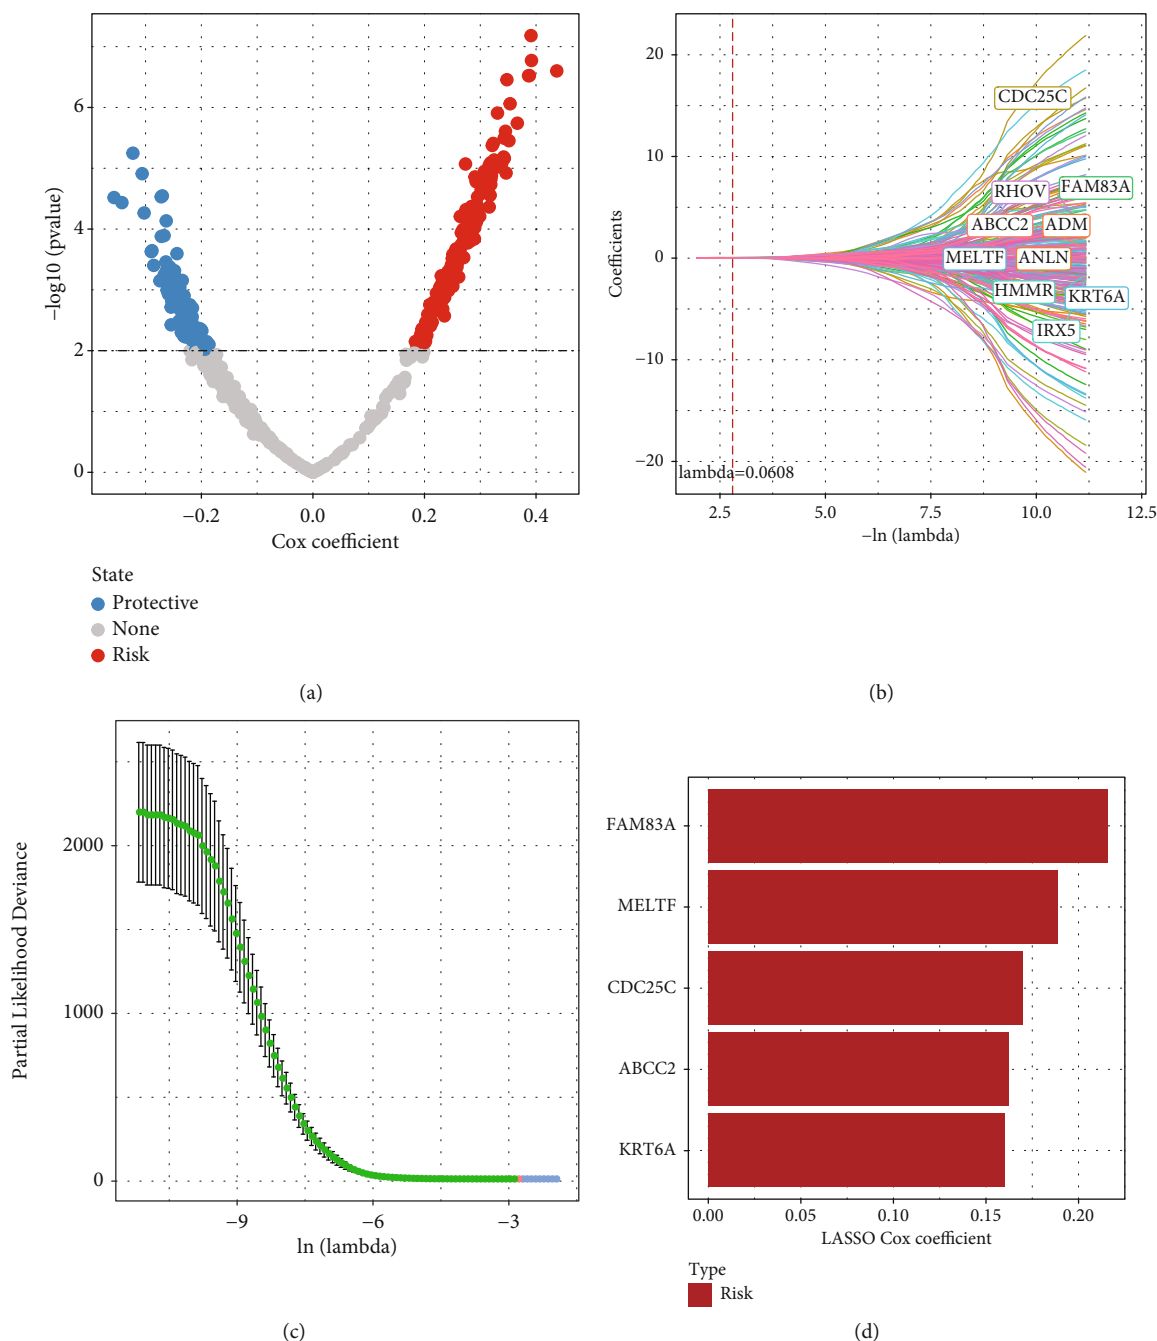 6
4
2
0
−log10 (pvalue)
−0.2
0.0
0.2
0.4
Cox coefficient
State
Protective
None
Risk
(a)
20
10
0
−10
−20
Coefficients
CDC25C
RHOV
FAM83A
ABCC2
ADM
MELTF
ANLN
HMMR
KRT6A
IRX5
lambda=0.0608
2.5
5.0
7.5
10.0
12.5
−ln (lambda)
(b)
2000
1000
0
Partial Likelihood Deviance
−9
−6
−3
ln (lambda)
(c)
FAM83A
MELTF
CDC25C
ABCC2
KRT6A
0.00
0.05
0.10
0.15
0.20
LASSO Cox coefficient
Type
Risk
(d)